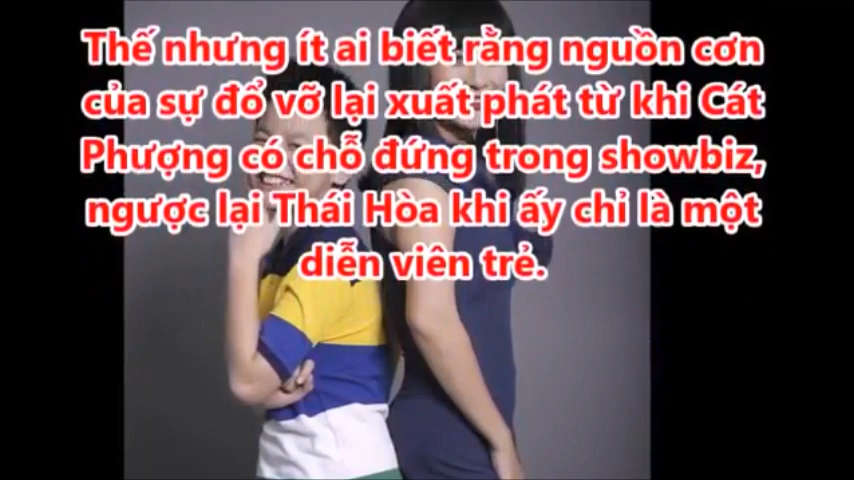 Thế nhưng ít ai biết rằng nguồn cơn
của sự đổ vỡ lại xuất phát từ khi Cát
Phượng có chỗ đứng trong showbiz,
ngược lại Thái Hòa khi ấy chỉ là một
diễn viên trẻ.